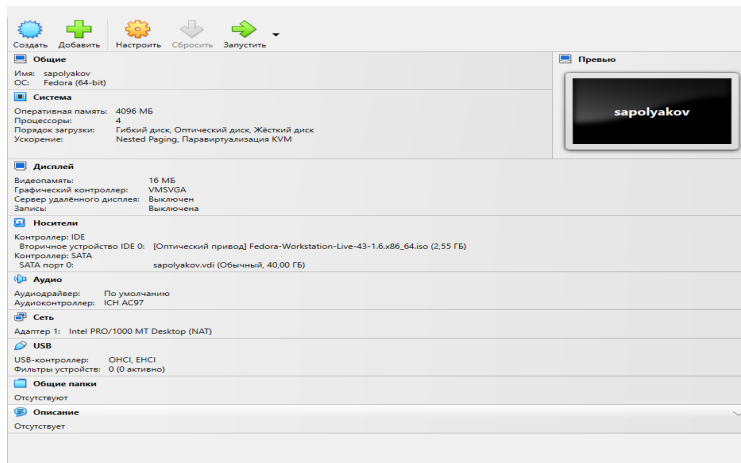 Создать Добавить Настроить Сбросить Запустить
Общие
Имя: sapolyakov
ОС: Fedora (64-bit)
Превью
sapolyakov
Система
Оперативная память: 4096 МБ
Процессоры: 4
Порядок загрузки: Гибкий диск, Оптический диск, Жёсткий диск
Ускорение: Nested Paging, Паравиртуализация KVM
Дисплей
Видеопамять: 16 МБ
Графический контроллер: VMSVGA
Сервер удалённого дисплея: Выключен
Запись: Выключена
Носители
Контроллер: IDE
Вторичное устройство IDE 0: [Оптический привод] Fedora-Workstation-Live-43-1.6.x86_64.iso (2,55 ГБ)
Контроллер: SATA
SATA порт 0: sapolyakov.vdi (Обычный, 40,00 ГБ)
Аудио
Аудиодрайвер: По умолчанию
Аудиоконтроллер: ICH AC97
Сеть
Адаптер 1: Intel PRO/1000 MT Desktop (NAT)
USB
USB-контроллер: OHCI, EHCI
Фильтры устройств: 0 (0 активно)
Общие папки
Отсутствуют
Описание
Отсутствует